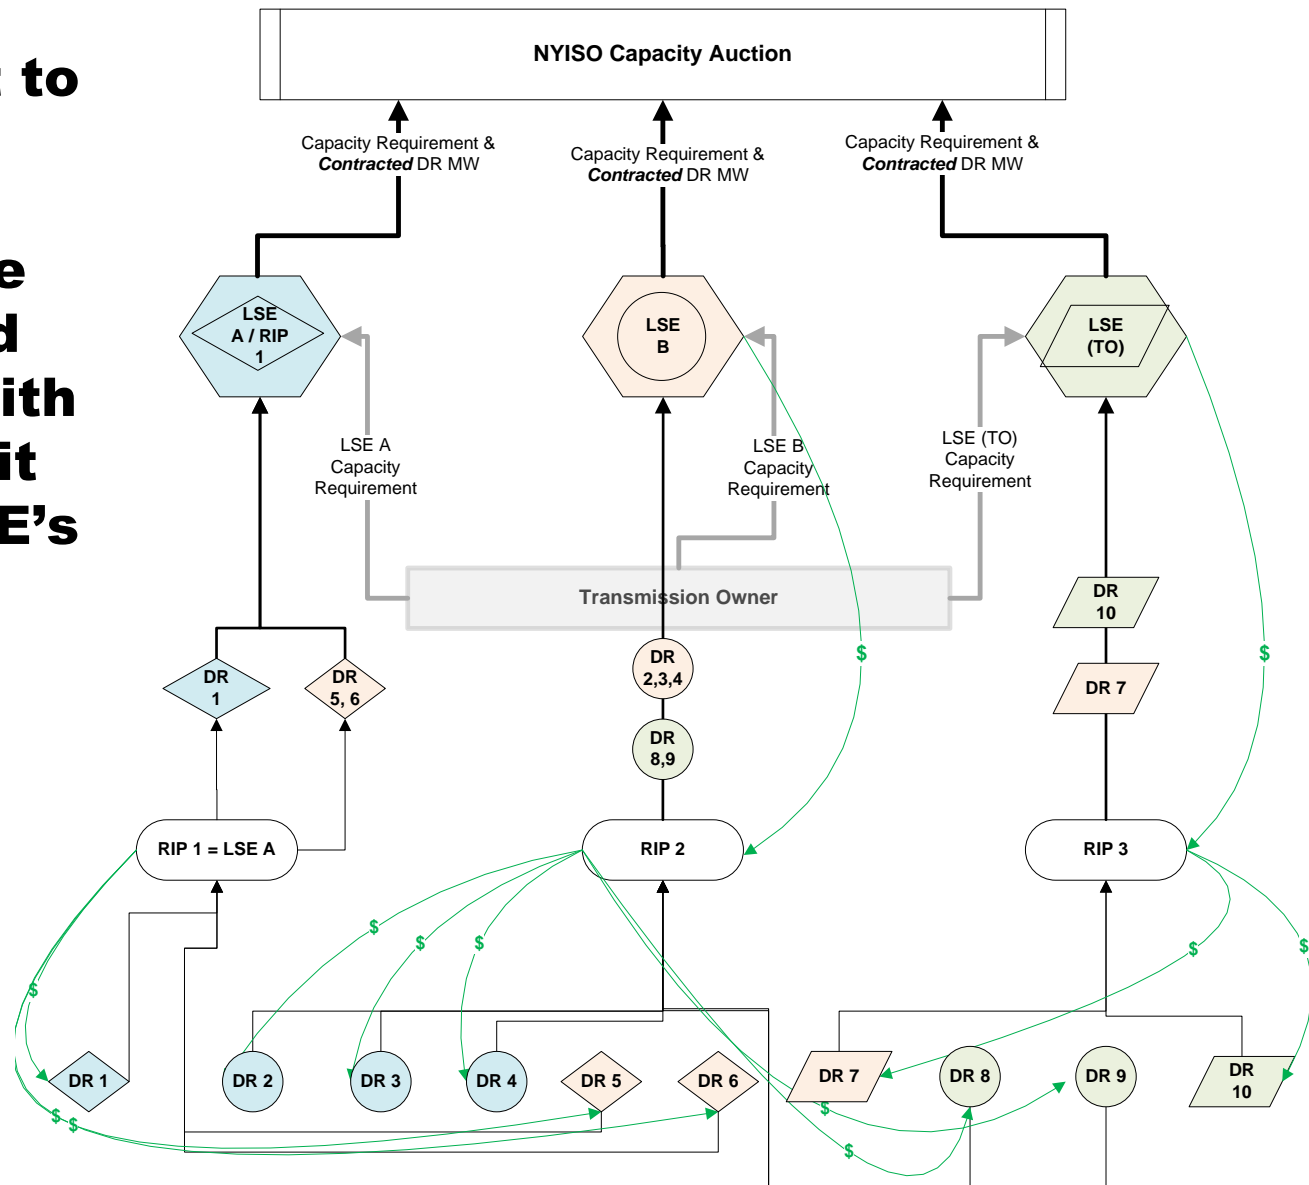 t to
e
d
ith
it
E's
NYISO Capacity Auction
Capacity Requirement &
Contracted DR MW
Capacity Requirement &
Contracted DR MW
Capacity Requirement &
Contracted DR MW
LSE
A / RIP
1
LSE
B
LSE
(TO)
LSE A
Capacity
Requirement
LSE B
Capacity
Requirement
LSE (TO)
Capacity
Requirement
Transmission Owner
DR
1
DR
5, 6
DR
2,3,4
DR
8,9
DR
10
DR 7
$
$
RIP 1 = LSE A
RIP 2
RIP 3
$
$
$
$
$
$
DR 1
DR 2
DR 3
DR 4
DR 5
DR 6
DR 7
DR 8
DR 9
DR
10
$
$
$
$